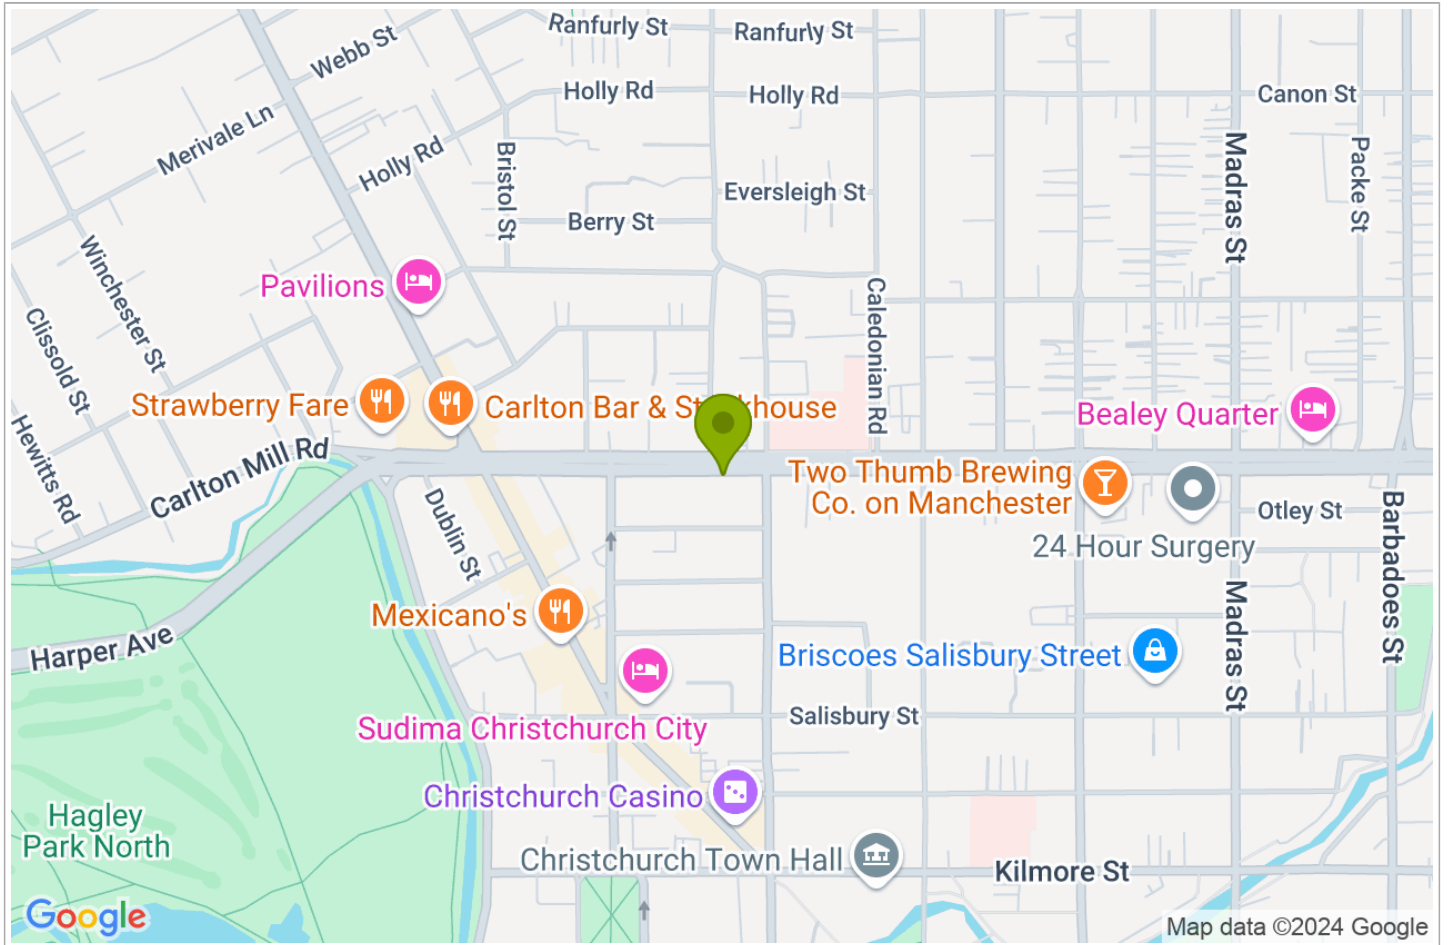 Ranfurly St
Ranfurly St
Webb St
Holly Rd
Holly Rd
Canon St
Merivale Ln
Holly Rd
Bristol St
Madras St
Packe St
Eversleigh St
Berry St
Winchester St
Pavilions
Caledonian Rd
Clissold St
Strawberry Fare
Carlton Bar & St khouse
Bealey Quarter
Hewitts Rd
Carlton Mill Rd
Two Thumb Brewing
Co. on Manchester
Dublin St
Otley St
Barbadoes St
24 Hour Surgery
Mexicano's
Madras St
Harper Ave
Briscoes Salisbury Street
Salisbury St
Sudima Christchurch City
Christchurch Casino
Hagley
Park North
Christchurch Town Hall
Kilmore St
Google
Map data ©2024 Google